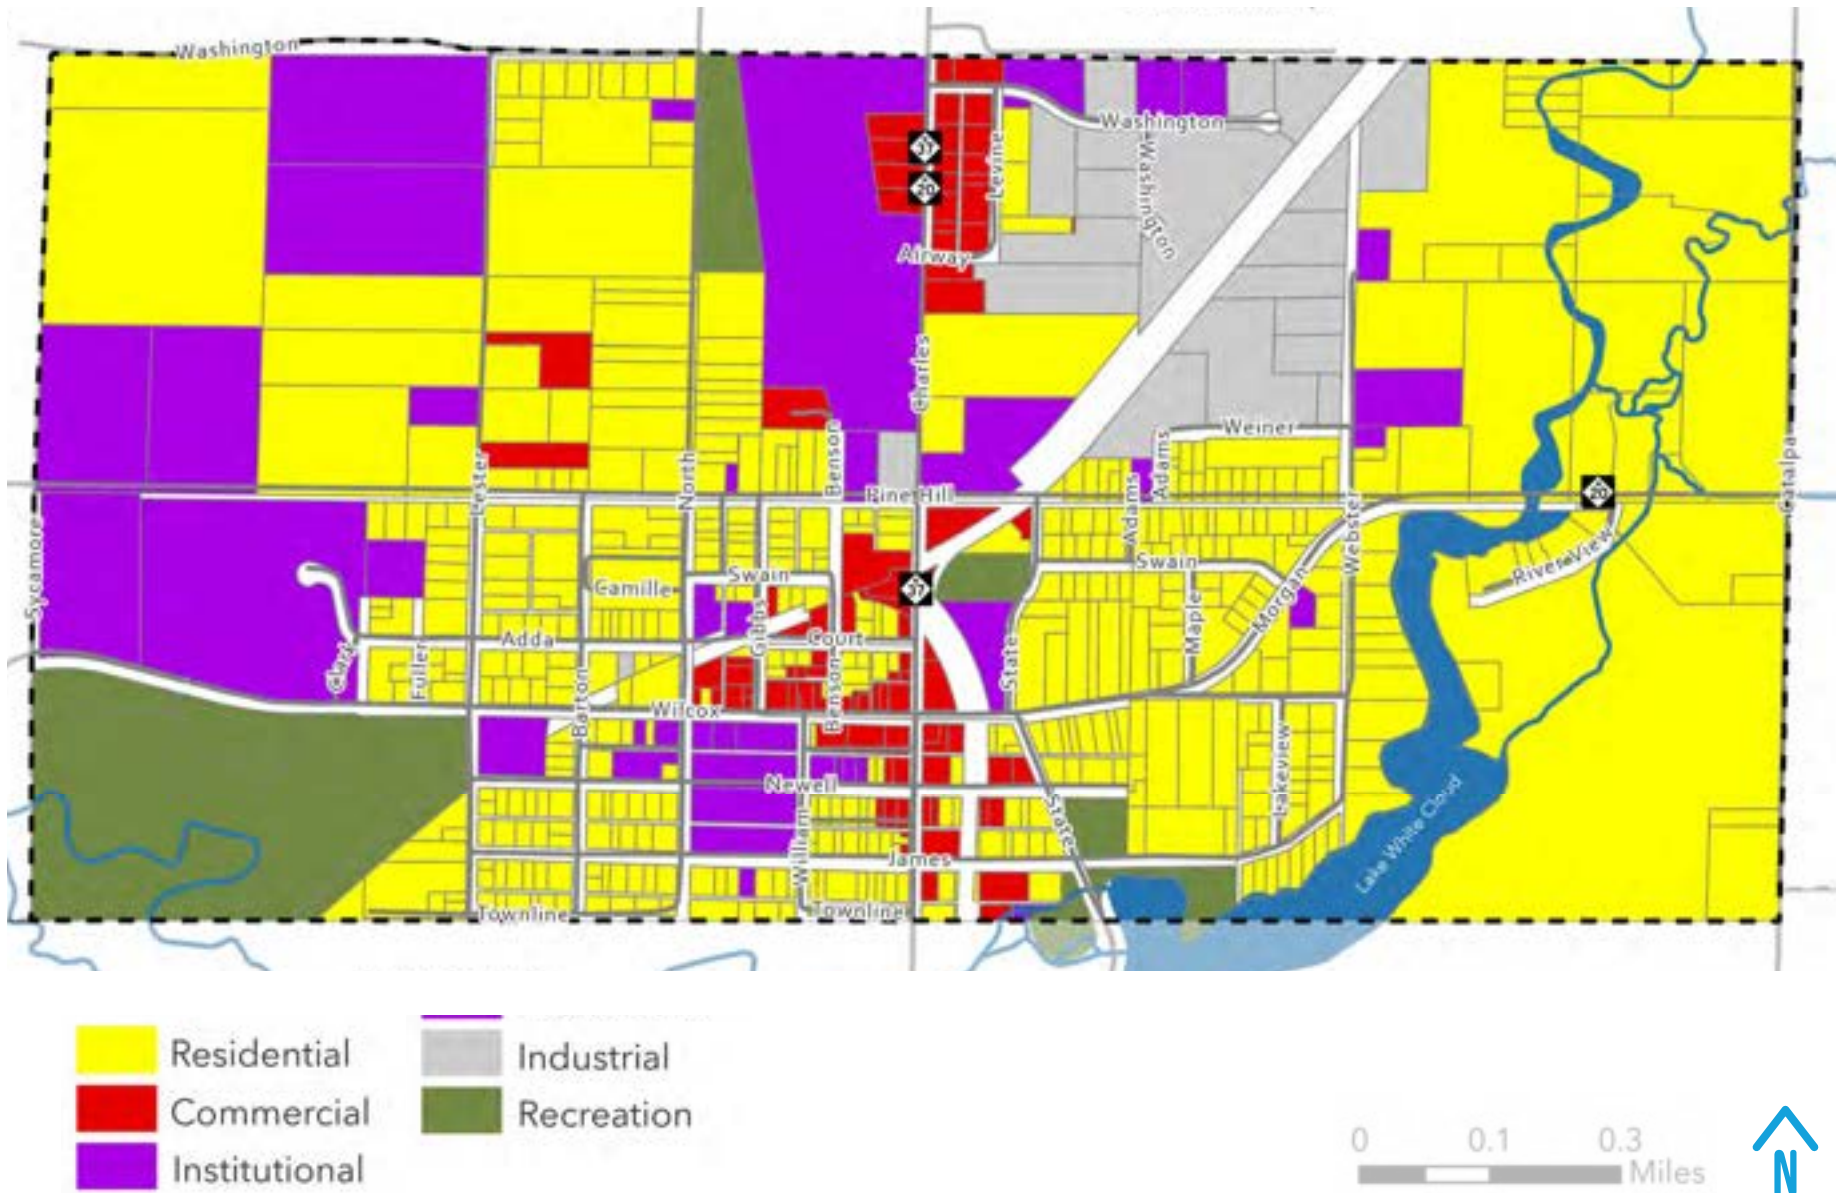 Washington
37
20
Levine
Washington
Washington
Airway
Charles
Weiner
Benson
Lester
North
Pine Hill
Adams
Adams
20
Catalpa
Sycamore
Webster
Swain
Swain
River View
Camille
37
Gibbs
Morgan
Maple
Adda
Court
State
Clark
Fuller
Barton
Benson
Wilcox
Lakeview
Newell
Lake White Cloud
William
State
James
Townline
Townline
Residential
Industrial
Commercial
Recreation
Institutional
0 0.1 0.3
Miles
N